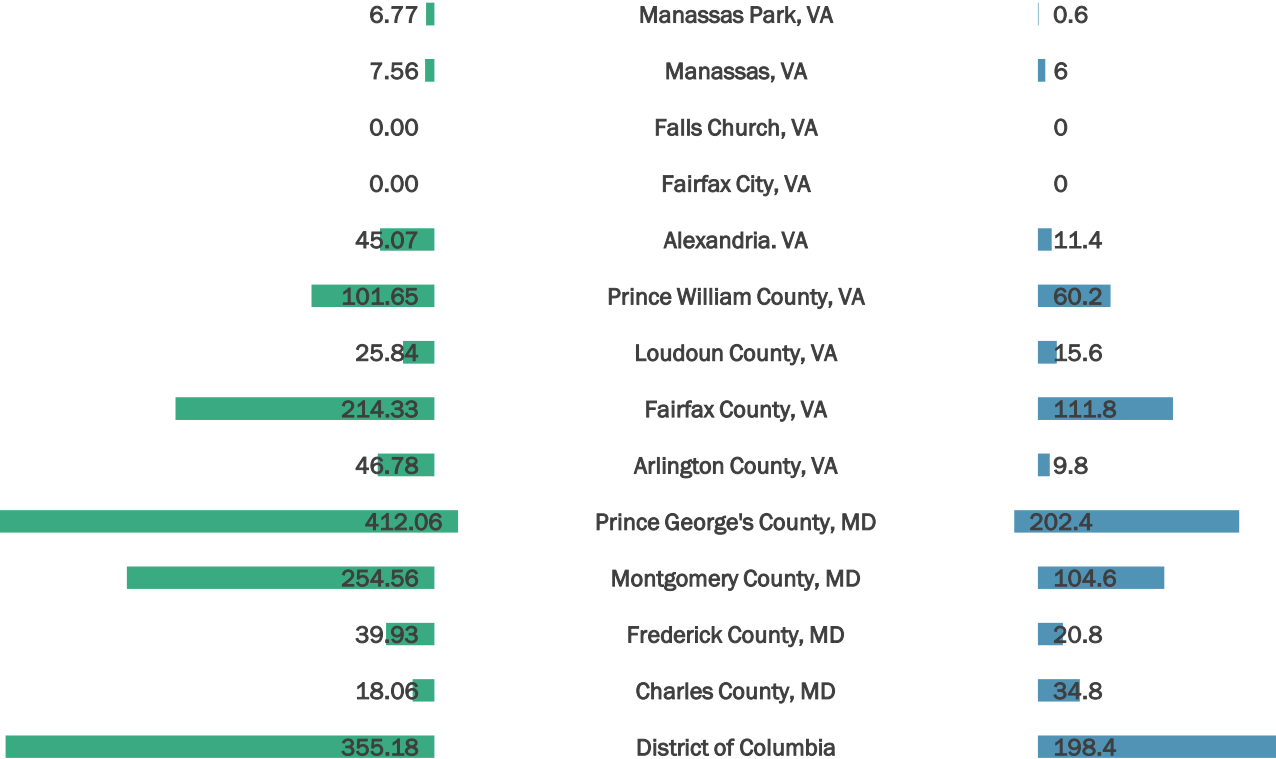 6.77 Manassas Park, VA 0.6
7.56 Manassas, VA 6
0.00 Falls Church, VA 0
0.00 Fairfax City, VA 0
45.07 Alexandria. VA 11.4
101.65 Prince William County, VA 60.2
25.84 Loudoun County, VA 15.6
214.33 Fairfax County, VA 111.8
46.78 Arlington County, VA 9.8
412.06 Prince George's County, MD 202.4
254.56 Montgomery County, MD 104.6
39.93 Frederick County, MD 20.8
18.06 Charles County, MD 34.8
355.18 District of Columbia 198.4